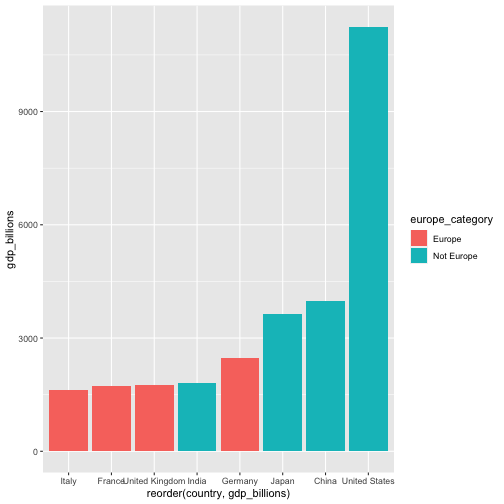 9000
6000
3000
0
gdp_billions
Italy
France
United Kingdom
India
Germany
Japan
China
United States
reorder(country, gdp_billions)
europe_category
Europe
Not Europe